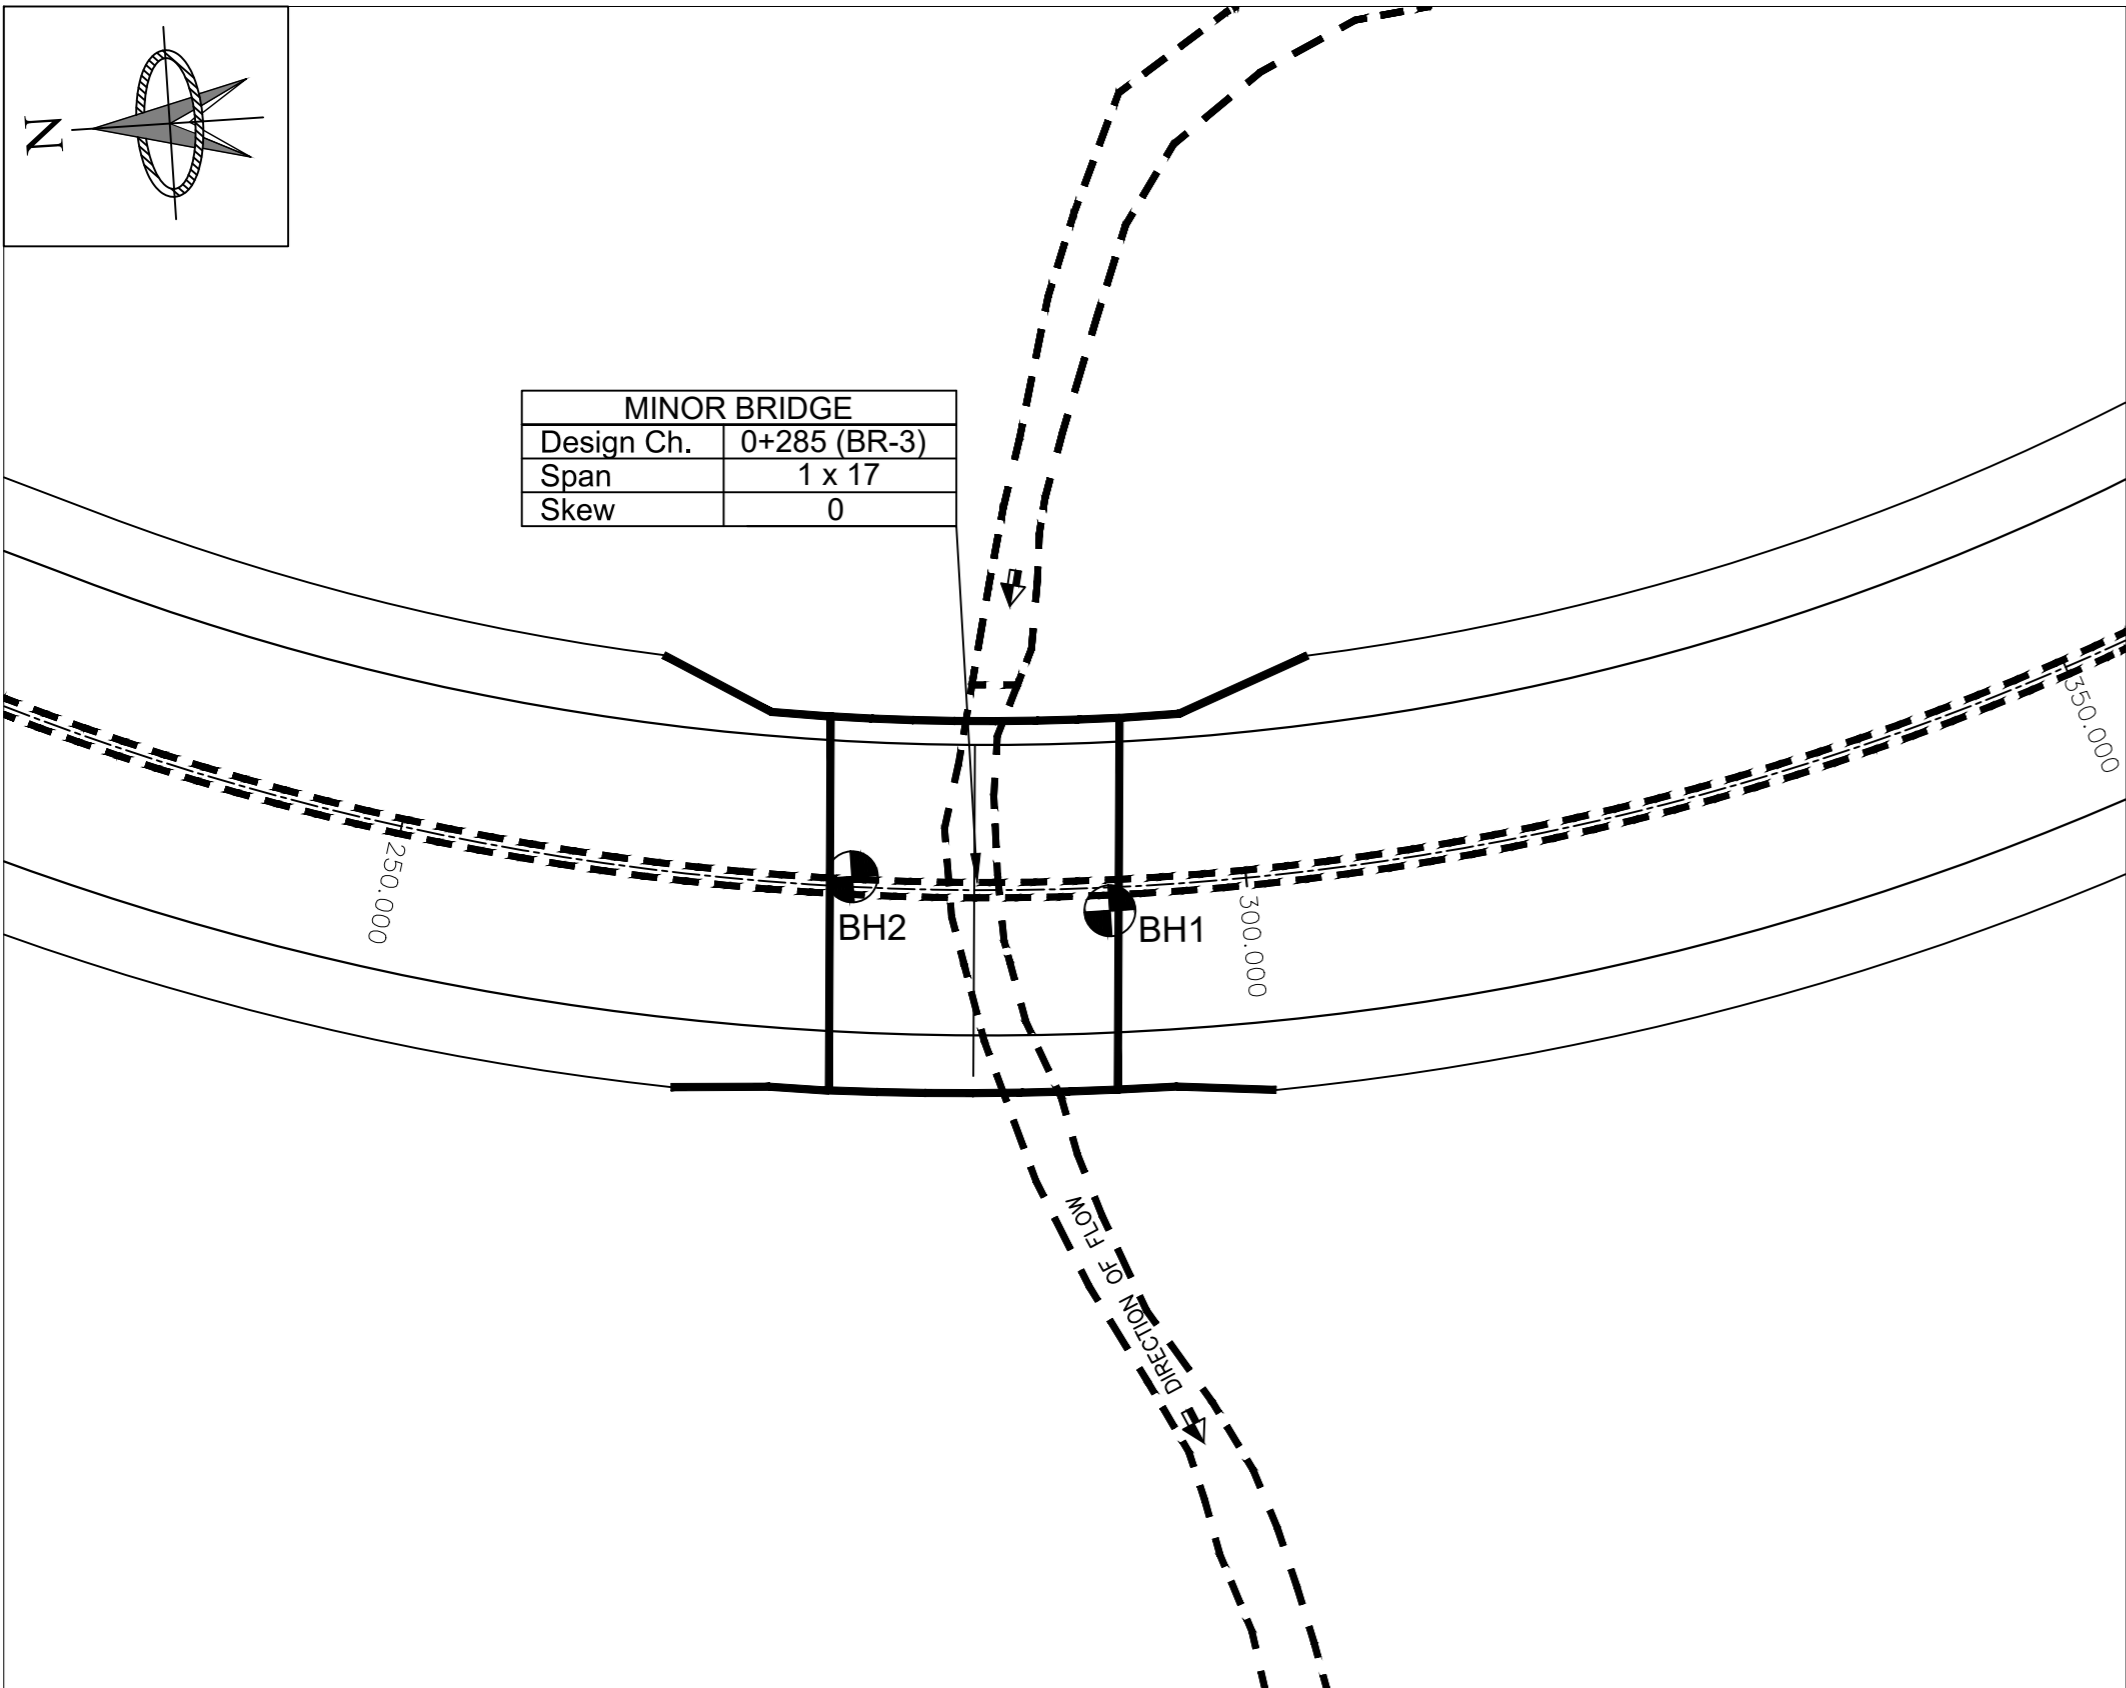 N
MINOR BRIDGE
Design Ch. 0+285 (BR-3)
Span 1 x 17
Skew 0
350.000
250.000
BH2
BH1
300.000
DIRECTION OF FLOW